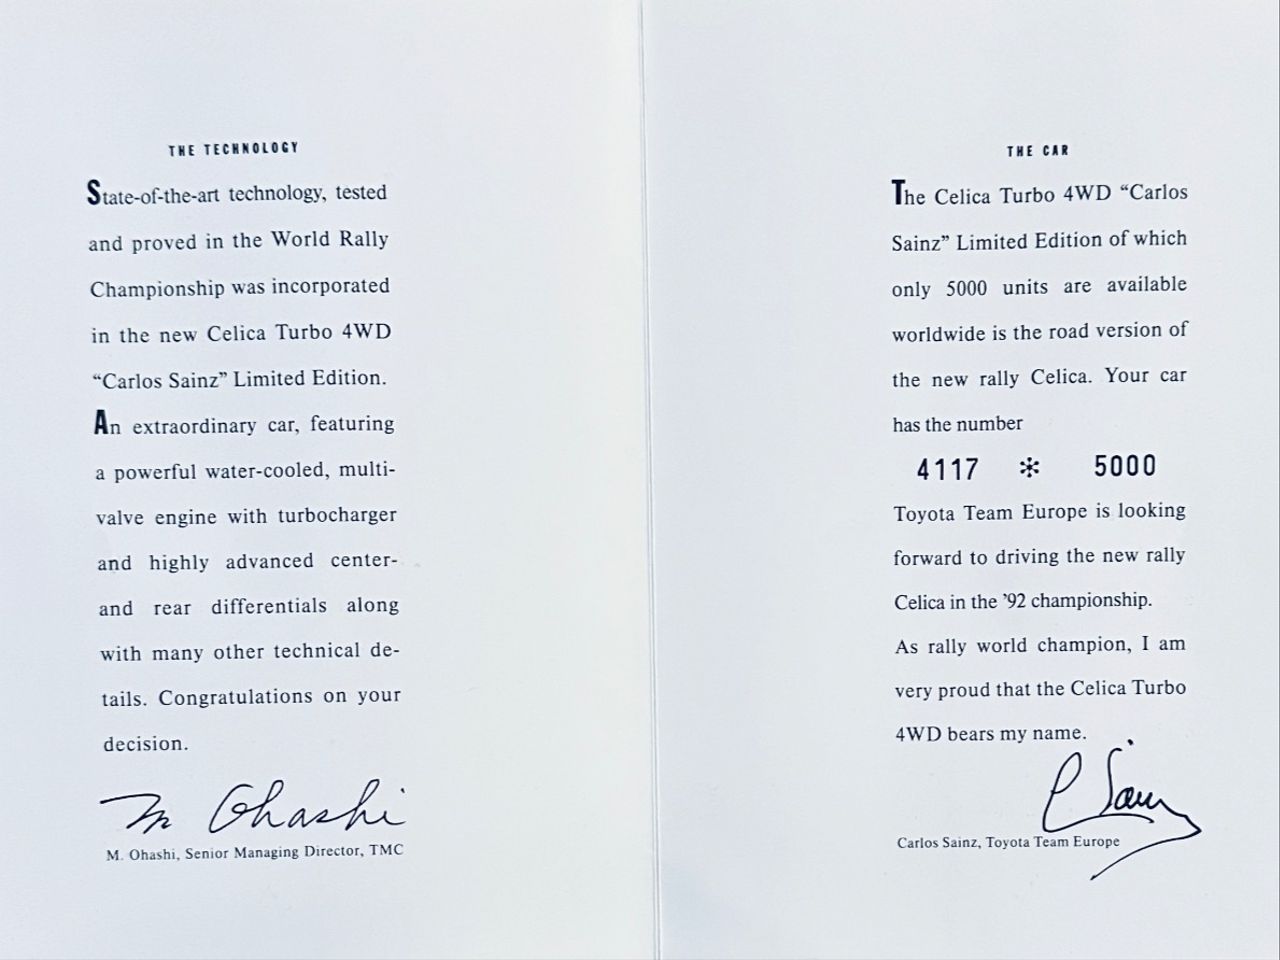 THE TECHNOLOGY
State-of-the-art technology, tested
and proved in the World Rally
Championship was incorporated
in the new Celica Turbo 4WD
“Carlos Sainz” Limited Edition.
An extraordinary car, featuring
a powerful water-cooled, multi-
valve engine with turbocharger
and highly advanced center-
and rear differentials along
with many other technical de-
tails. Congratulations on your
decision.
M Ohashi
M. Ohashi, Senior Managing Director, TMC
THE CAR
The Celica Turbo 4WD “Carlos
Sainz” Limited Edition of which
only 5000 units are available
worldwide is the road version of
the new rally Celica. Your car
has the number
4117 * 5000
Toyota Team Europe is looking
forward to driving the new rally
Celica in the ’92 championship.
As rally world champion, I am
very proud that the Celica Turbo
4WD bears my name.
C Sainz
Carlos Sainz, Toyota Team Europe